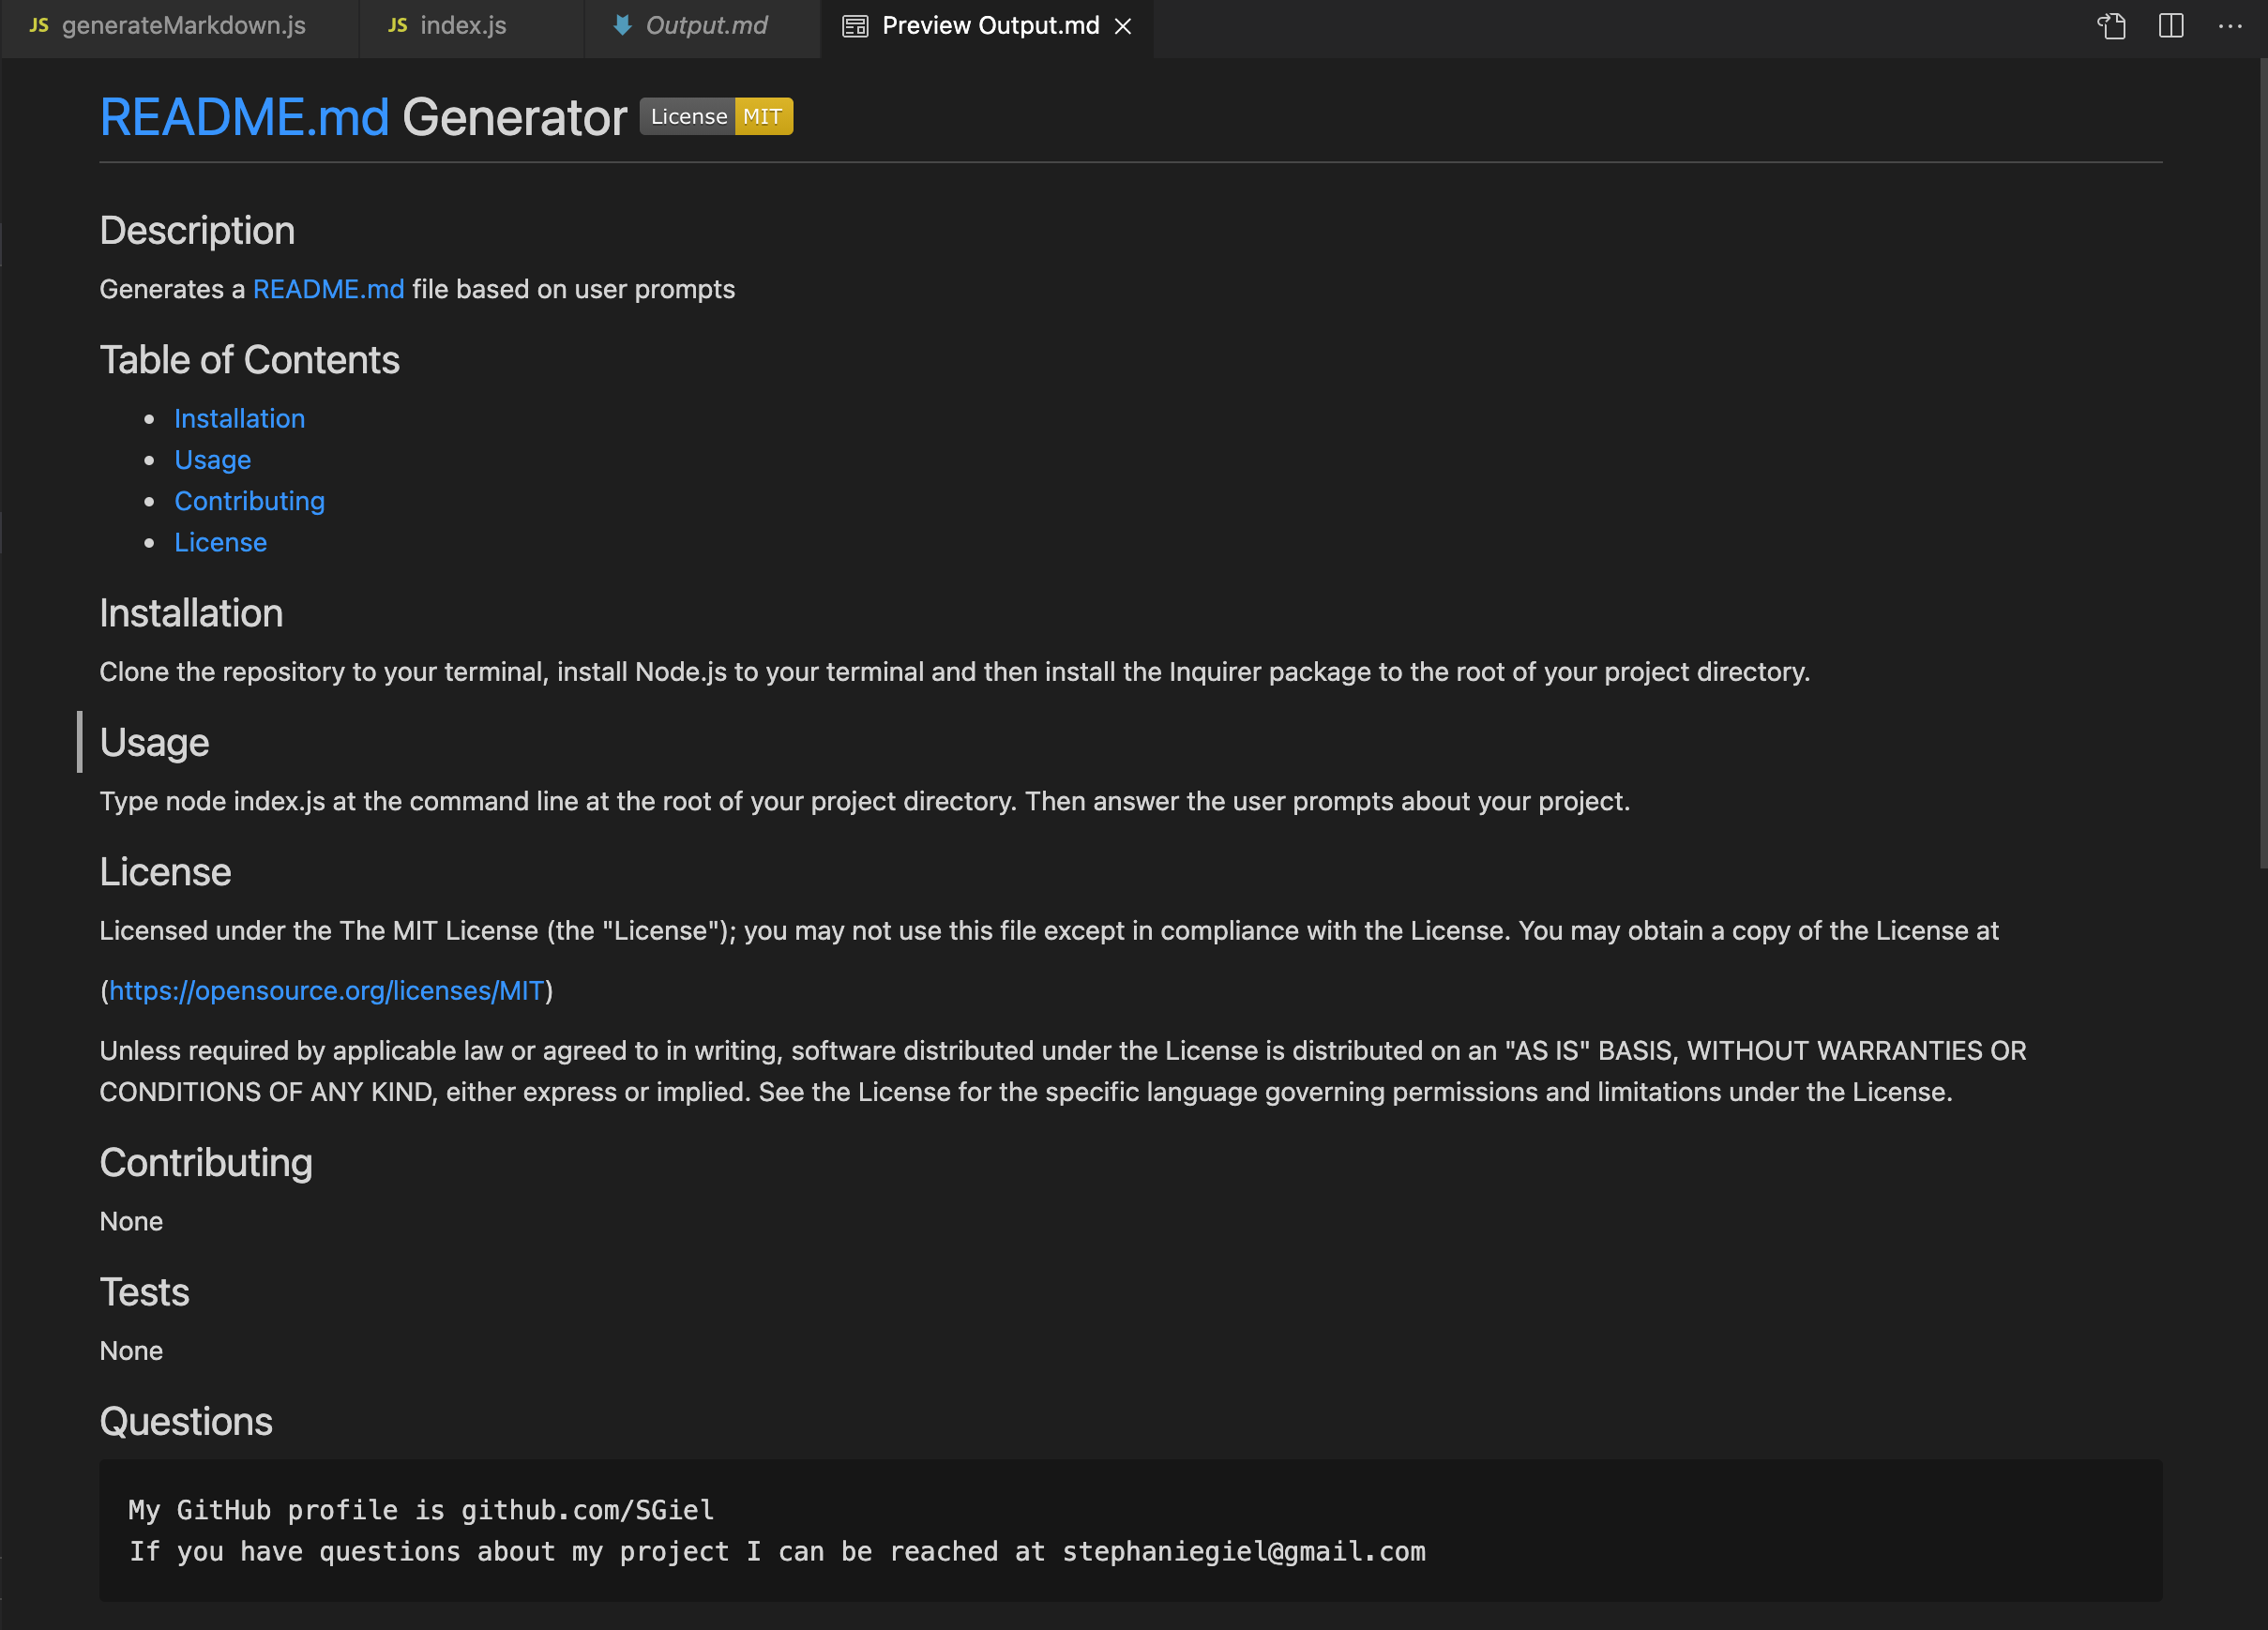 JS generateMarkdown.js JS index.js Output.md Preview Output.md
README.md Generator License MIT
Description
Generates a README.md file based on user prompts
Table of Contents
Installation
Usage
Contributing
License
Installation
Clone the repository to your terminal, install Node.js to your terminal and then install the Inquirer package to the root of your project directory.
Usage
Type node index.js at the command line at the root of your project directory. Then answer the user prompts about your project.
License
Licensed under the The MIT License (the "License"); you may not use this file except in compliance with the License. You may obtain a copy of the License at
(https://opensource.org/licenses/MIT)
Unless required by applicable law or agreed to in writing, software distributed under the License is distributed on an "AS IS" BASIS, WITHOUT WARRANTIES OR
CONDITIONS OF ANY KIND, either express or implied. See the License for the specific language governing permissions and limitations under the License.
Contributing
None
Tests
None
Questions
My GitHub profile is github.com/SGiel
If you have questions about my project I can be reached at stephaniegiel@gmail.com